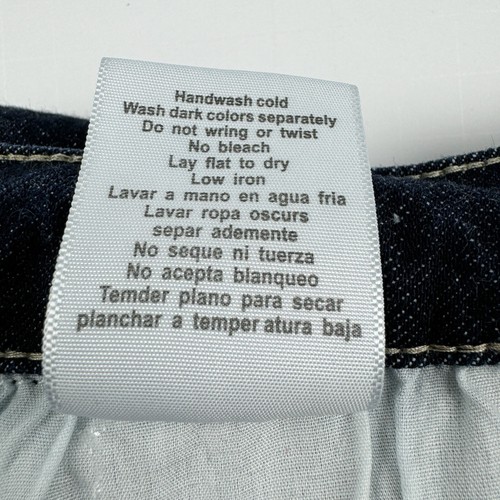 Handwash cold
Wash dark colors separately
Do not wring or twist
No bleach
Lay flat to dry
Low iron
Lavar a mano en agua fria
Lavar ropa oscurs
separ ademente
No seque ni tuerza
No acepta blanqueo
Temder plano para secar
planchar a temper atura baja